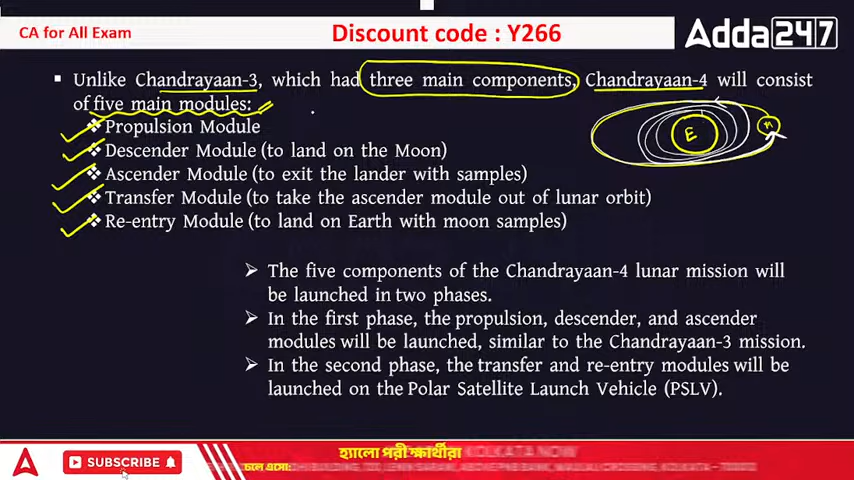 CA for All Exam
Discount code : Y266
Adda247
▪ Unlike Chandrayaan-3, which had three main components, Chandrayaan-4 will consist
of five main modules:
❖ Propulsion Module
❖ Descender Module (to land on the Moon)
❖ Ascender Module (to exit the lander with samples)
❖ Transfer Module (to take the ascender module out of lunar orbit)
❖ Re-entry Module (to land on Earth with moon samples)
E
➢ The five components of the Chandrayaan-4 lunar mission will
be launched in two phases.
➢ In the first phase, the propulsion, descender, and ascender
modules will be launched, similar to the Chandrayaan-3 mission.
➢ In the second phase, the transfer and re-entry modules will be
launched on the Polar Satellite Launch Vehicle (PSLV).
হ্যালো পরীক্ষার্থীরা KOLKATA NOW
SUBSCRIBE
চলে এসো: